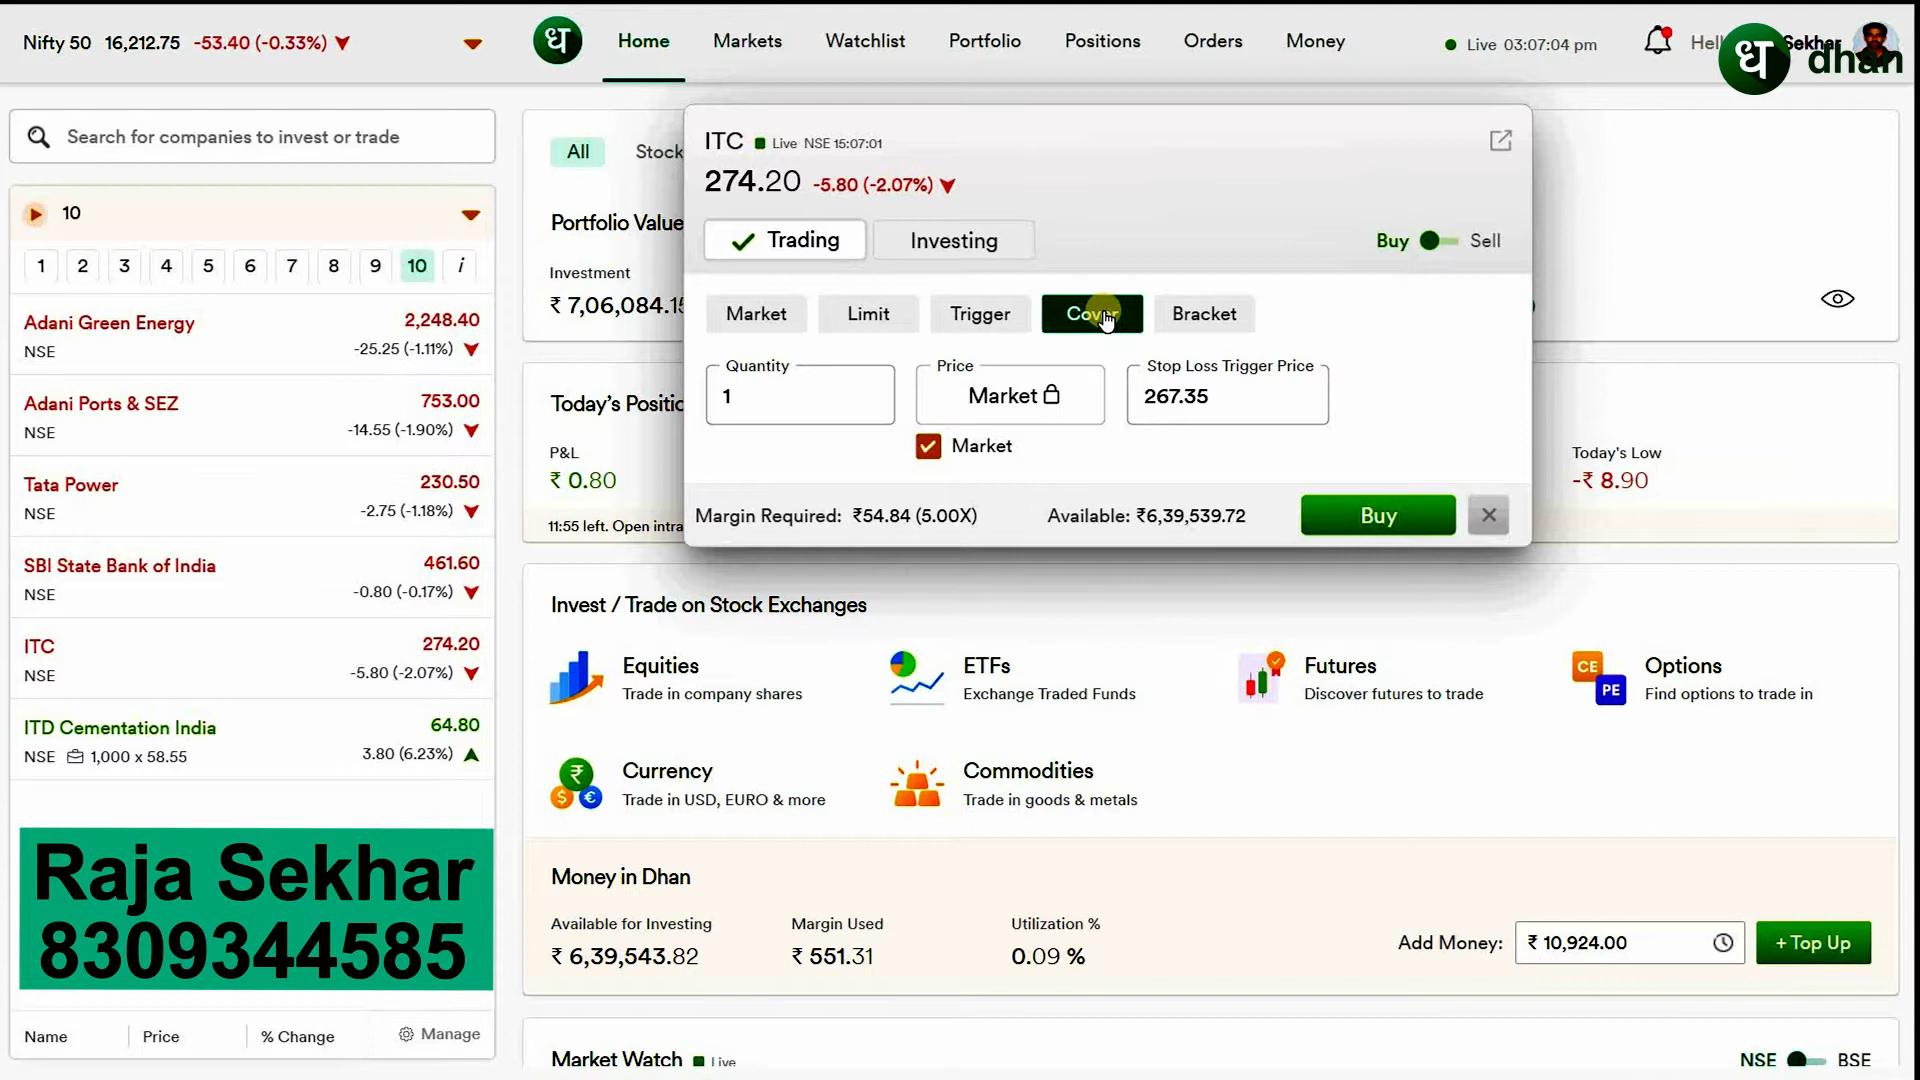 Nifty 50 16,212.75 -53.40 (-0.33%)
ध
Home Markets Watchlist Portfolio Positions Orders Money
Live 03:07:04 pm
Sekhar
ध dhan
Search for companies to invest or trade
10
1 2 3 4 5 6 7 8 9 10 i
Adani Green Energy 2,248.40
NSE -25.25 (-1.11%)
Adani Ports & SEZ 753.00
NSE -14.55 (-1.90%)
Tata Power 230.50
NSE -2.75 (-1.18%)
SBI State Bank of India 461.60
NSE -0.80 (-0.17%)
ITC 274.20
NSE -5.80 (-2.07%)
ITD Cementation India 64.80
NSE 1,000 x 58.55 3.80 (6.23%)
Raja Sekhar
8309344585
Name Price % Change Manage
All Stock
Portfolio Value
Investment
₹ 7,06,084.15
Today's Positio
P&L
₹ 0.80
11:55 left. Open intra
Today's Low
-₹ 8.90
ITC Live NSE 15:07:01
274.20 -5.80 (-2.07%)
Trading Investing Buy Sell
Market Limit Trigger Cover Bracket
Quantity Price Stop Loss Trigger Price
1 Market 267.35
Market
Margin Required: ₹54.84 (5.00X) Available: ₹6,39,539.72 Buy
Invest / Trade on Stock Exchanges
Equities
Trade in company shares
ETFs
Exchange Traded Funds
Futures
Discover futures to trade
CE PE
Options
Find options to trade in
₹ $ €
Currency
Trade in USD, EURO & more
Commodities
Trade in goods & metals
Money in Dhan
Available for Investing Margin Used Utilization %
₹ 6,39,543.82 ₹ 551.31 0.09 %
Add Money: ₹ 10,924.00 + Top Up
Market Watch Live NSE BSE